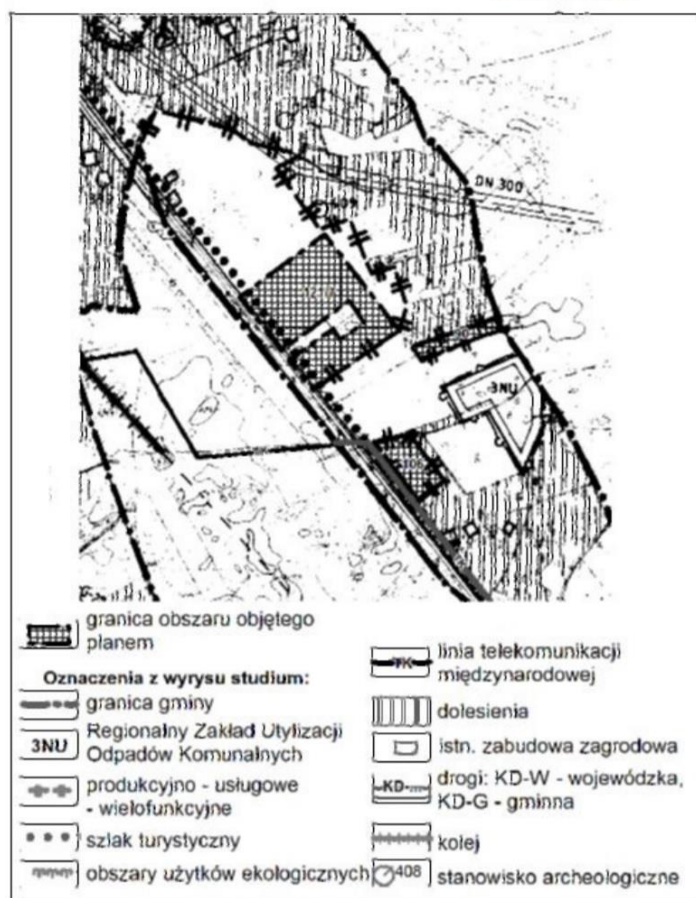 DN 300
3NU
granica obszaru objętego
planem
Oznaczenia z wyrysu studium:
granica gminy
3NU Regionalny Zakład Utylizacji
Odpadów Komunalnych
produkcyjno - usługowe
- wielofunkcyjne
szlak turystyczny
obszary użytków ekologicznych
TK linia telekomunikacji
międzynarodowej
dolesienia
istn. zabudowa zagrodowa
KD- drogi: KD-W - wojewódzka,
KD-G - gminna
kolej
408 stanowisko archeologiczne